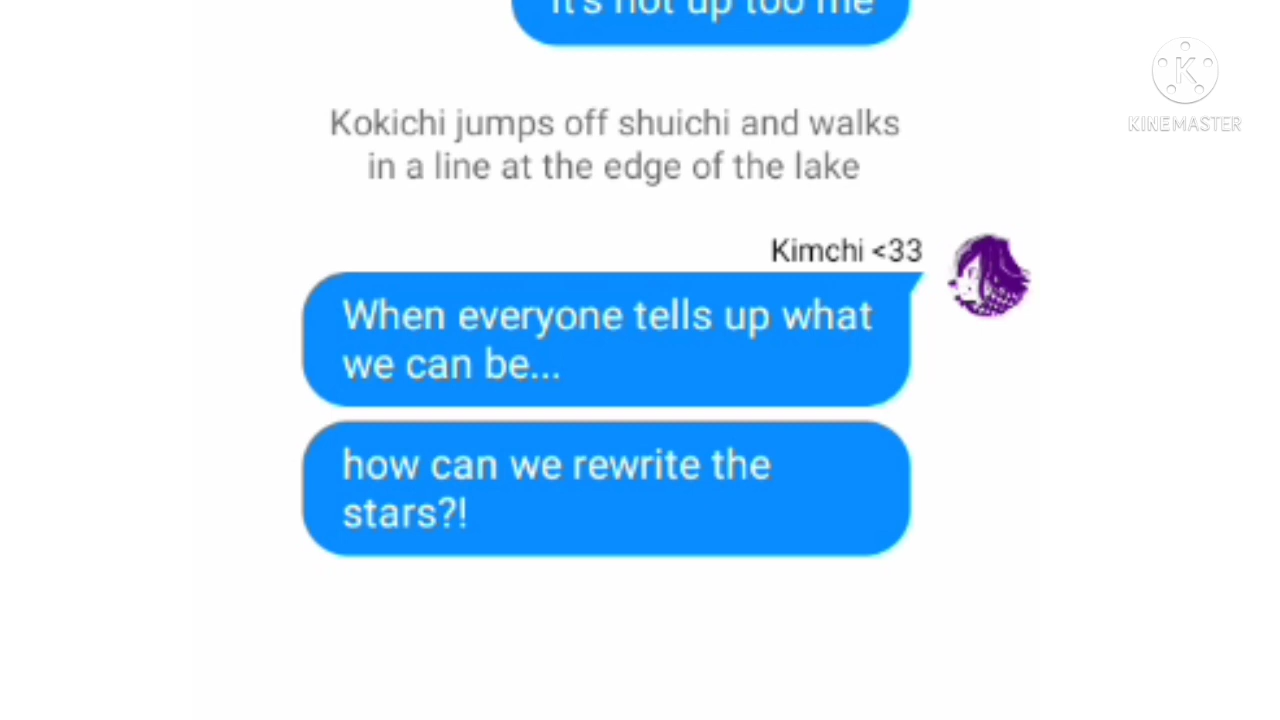 it's not up too me
Kokichi jumps off shuichi and walks
in a line at the edge of the lake
Kimchi <33
When everyone tells up what
we can be...
how can we rewrite the
stars?!
K
KINEMASTER